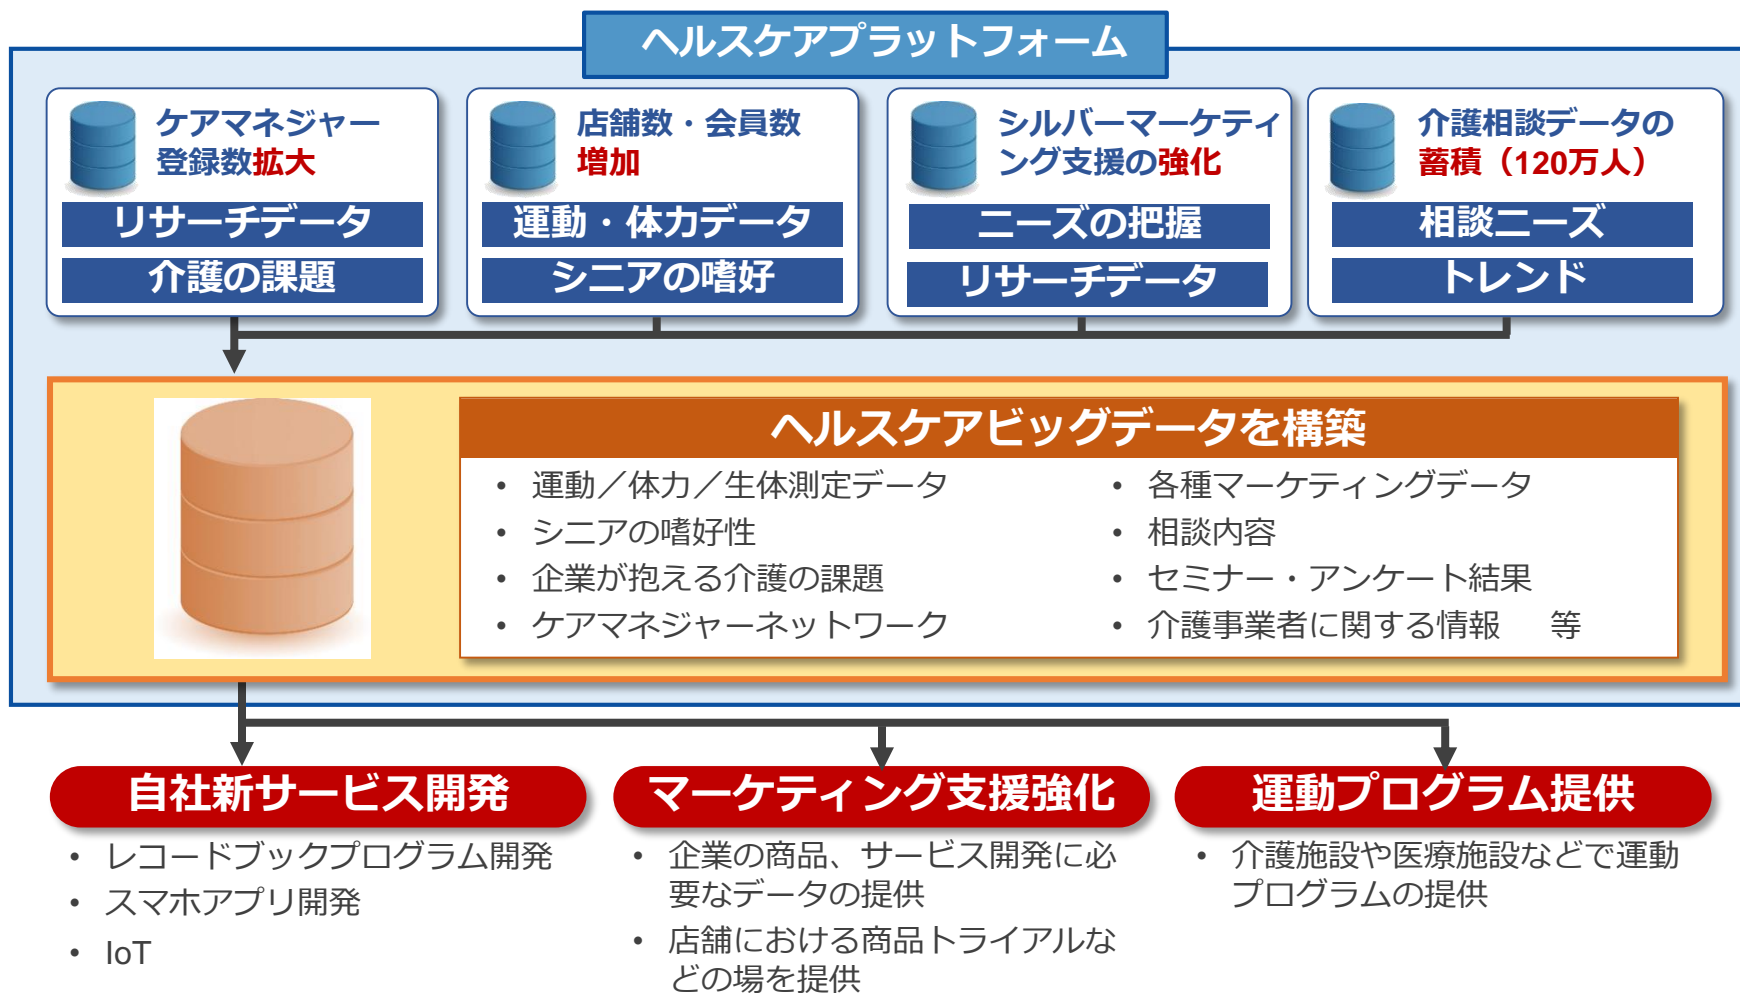 ヘルスケアプラットフォーム
ケアマネジャー
登録数拡大
リサーチデータ
介護の課題
店舗数・会員数
増加
運動・体力データ
シニアの嗜好
シルバーマーケティ
ング支援の強化
ニーズの把握
リサーチデータ
介護相談データの
蓄積（120万人）
相談ニーズ
トレンド
ヘルスケアビッグデータを構築
• 運動／体力／生体測定データ
• シニアの嗜好性
• 企業が抱える介護の課題
• ケアマネジャーネットワーク
• 各種マーケティングデータ
• 相談内容
• セミナー・アンケート結果
• 介護事業者に関する情報　等
自社新サービス開発
• レコードブックプログラム開発
• スマホアプリ開発
• IoT
マーケティング支援強化
• 企業の商品、サービス開発に必
要なデータの提供
• 店舗における商品トライアルな
どの場を提供
運動プログラム提供
• 介護施設や医療施設などで運動
プログラムの提供